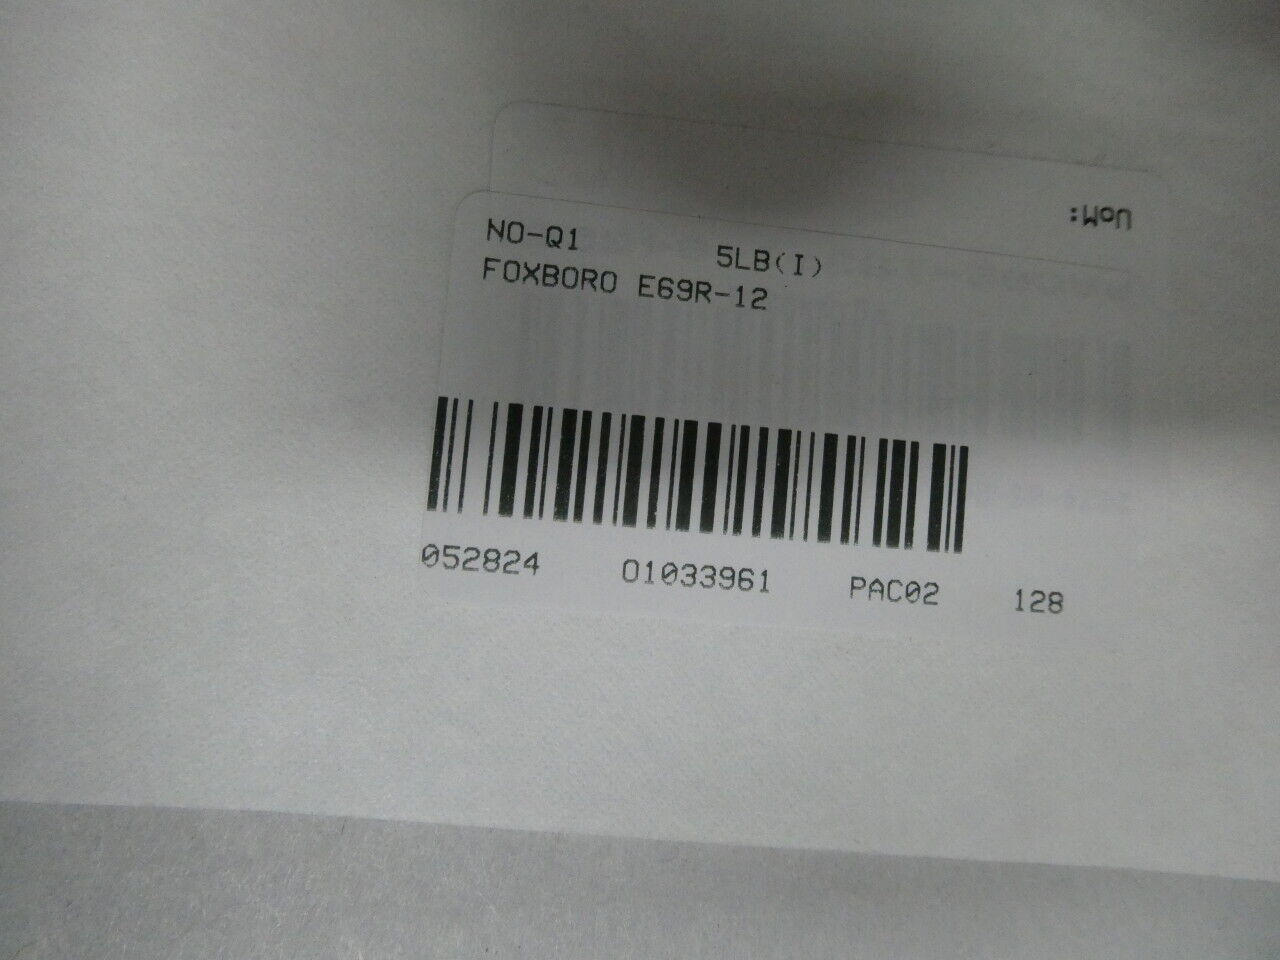 UoM:
NO-Q1 5LB(I)
FOXBORO E69R-12
052824 01033961 PAC02 128